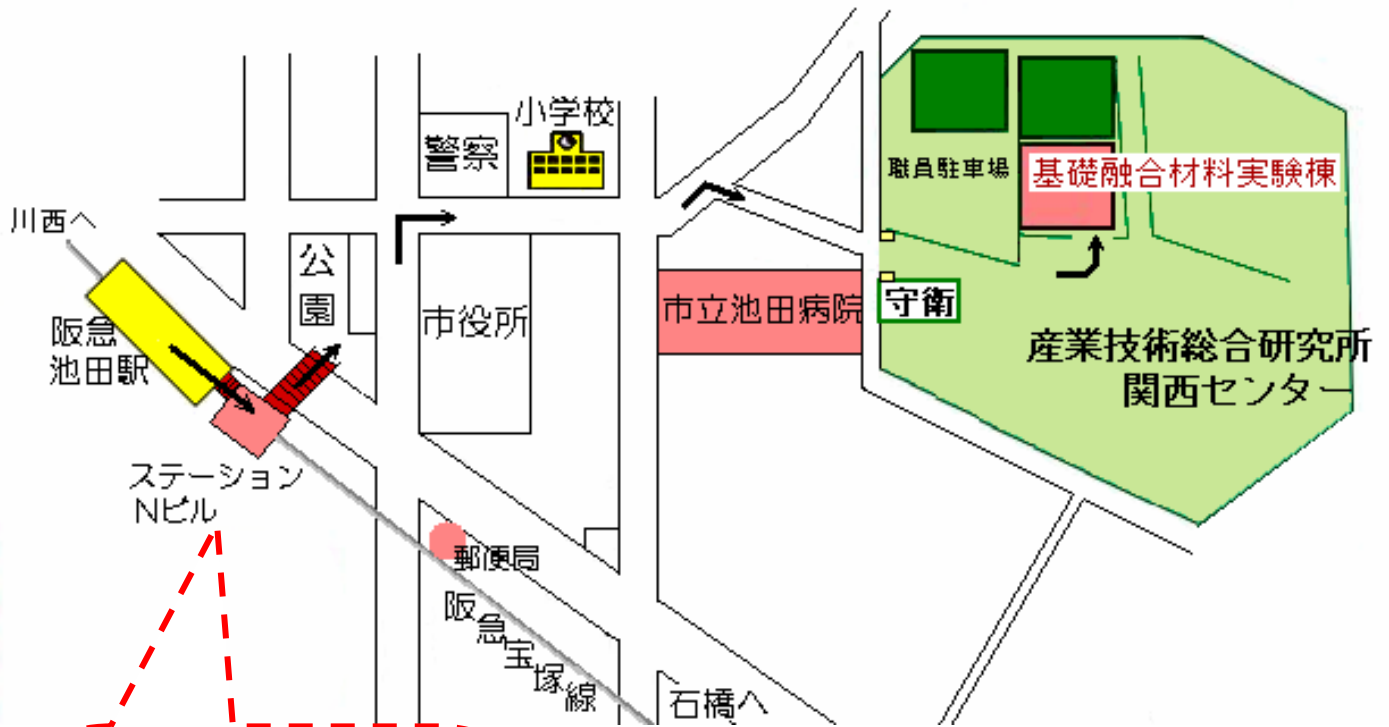 小学校
警察
職員駐車場
基礎融合材料実験棟
川西へ
公園
阪急
池田駅
市役所
市立池田病院
守衛
産業技術総合研究所
関西センター
ステーション
Nビル
郵便局
阪急宝塚線
石橋へ